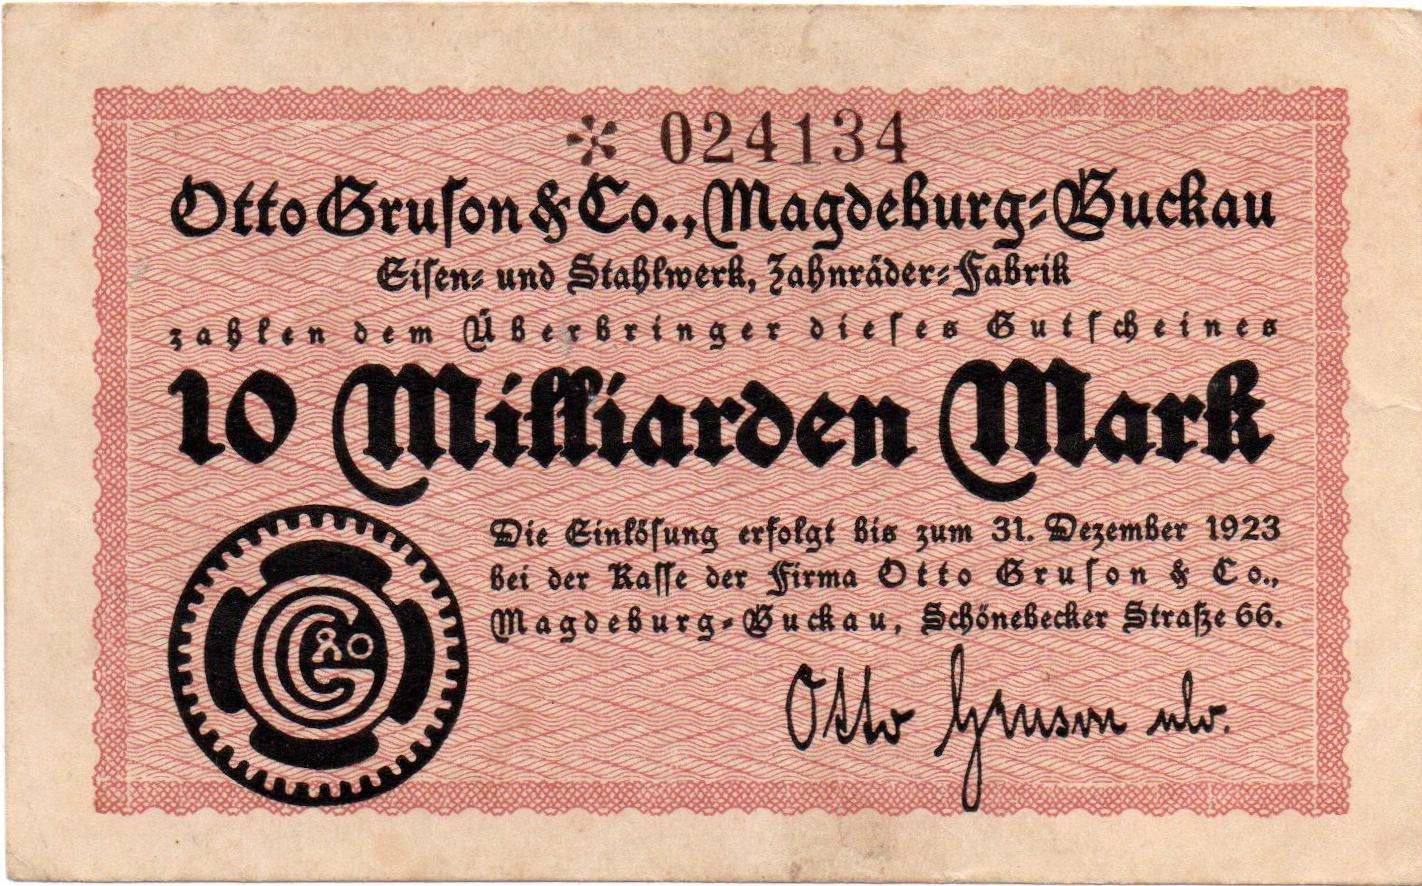 * 024134
Otto Gruson & Co., Magdeburg-Buckau
Eisen- und Stahlwerk, Zahnräder-Fabrik
zahlen dem Überbringer dieses Gutscheines
10 Milliarden Mark
Die Einlösung erfolgt bis zum 31. Dezember 1923
bei der Kasse der Firma Otto Gruson & Co.,
Magdeburg-Buckau, Schönebecker Straße 66.
G & Co
Otto Gruson